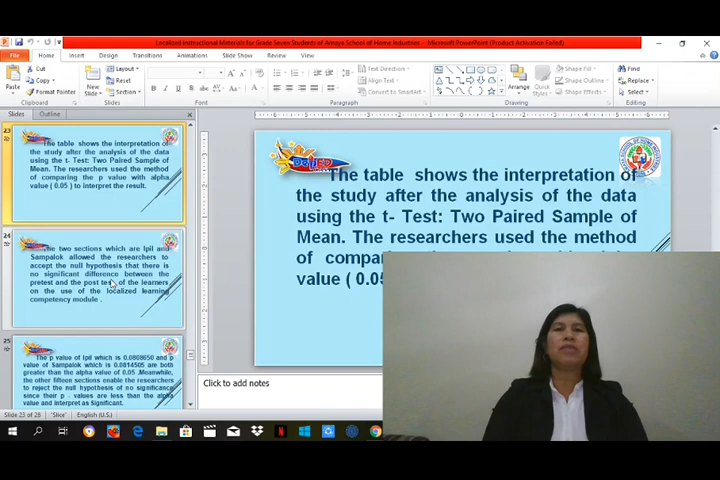 Localized Instructional Materials for Grade Seven Students of Arraya School of Home Industries - Microsoft PowerPoint (Product Activation Failed)
File Home Insert Design Transitions Animations Slide Show Review View
Cut
Copy
Format Painter
Paste
Clipboard
New
Slide
Layout
Reset
Section
Slides
Font
Text Direction
Align Text
Convert to SmartArt
Paragraph
Arrange
Quick
Styles
Shape Fill
Shape Outline
Shape Effects
Drawing
Find
Replace
Select
Editing
Slides Outline
23
The table shows the interpretation of
the study after the analysis of the data
using the t- Test: Two Paired Sample of
Mean. The researchers used the method
of comparing the p value with alpha
value ( 0.05 ) to interpret the result.
24
The two sections which are Ipil and
Sampalok allowed the researchers to
accept the null hypothesis that there is
no significant difference between the
pretest and the post test of the learners
on the use of the localized learning
competency module .
25
The p value of Ipil which is 0.0808650 and p
value of Sampalok which is 0.0814505 are both
greater than the alpha value of 0.05 .Meanwhile,
the other fifteen sections enable the researchers
to reject the null hypothesis of no significance
since their p - values are less than the alpha
value and interpret as Significant.
DepED
The table shows the interpretation of
the study after the analysis of the data
using the t- Test: Two Paired Sample of
Mean. The researchers used the method
of compa
value ( 0.05
Click to add notes
Slide 23 of 28 "Slice" English (U.S.)